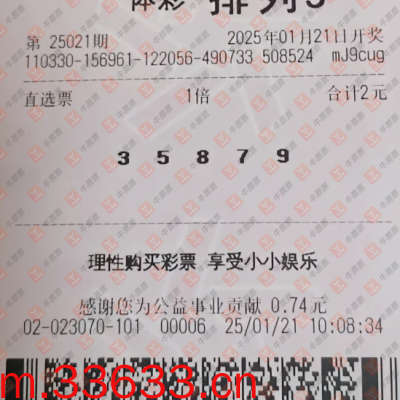 体彩 排列5
第 25021期 2025年01月21日开奖
110330-156961-122056-490733 508524 mJ9cug
直选票 1倍 合计2元
3 5 8 7 9
理性购买彩票 享受小小娱乐
感谢您为公益事业贡献 0.74元
02-023070-101 00006 25/01/21 10:08:34
m.33633.cn